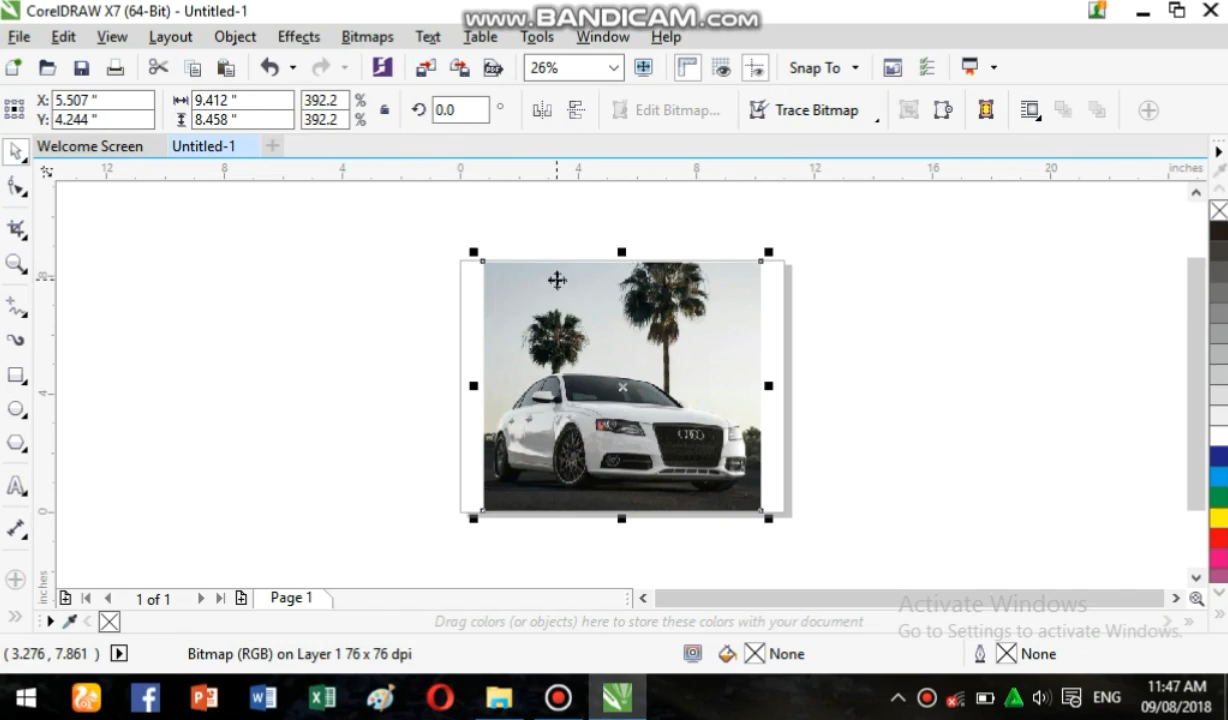 CorelDRAW X7 (64-Bit) - Untitled-1
www.BANDICAM.com
File Edit View Layout Object Effects Bitmaps Text Table Tools Window Help
26% Snap To
X: 5.507 " 9.412 " 392.2 % 0.0 ° Edit Bitmap... Trace Bitmap
Y: 4.244 " 8.458 " 392.2 %
Welcome Screen Untitled-1
12 8 4 0 4 8 12 16 20 inches
8
4
0
inches
1 of 1 Page 1
Activate Windows
Go to Settings to activate Windows.
Drag colors (or objects) here to store these colors with your document
( 3.276 , 7.861 ) Bitmap (RGB) on Layer 1 76 x 76 dpi None None
ENG 11:47 AM
09/08/2018